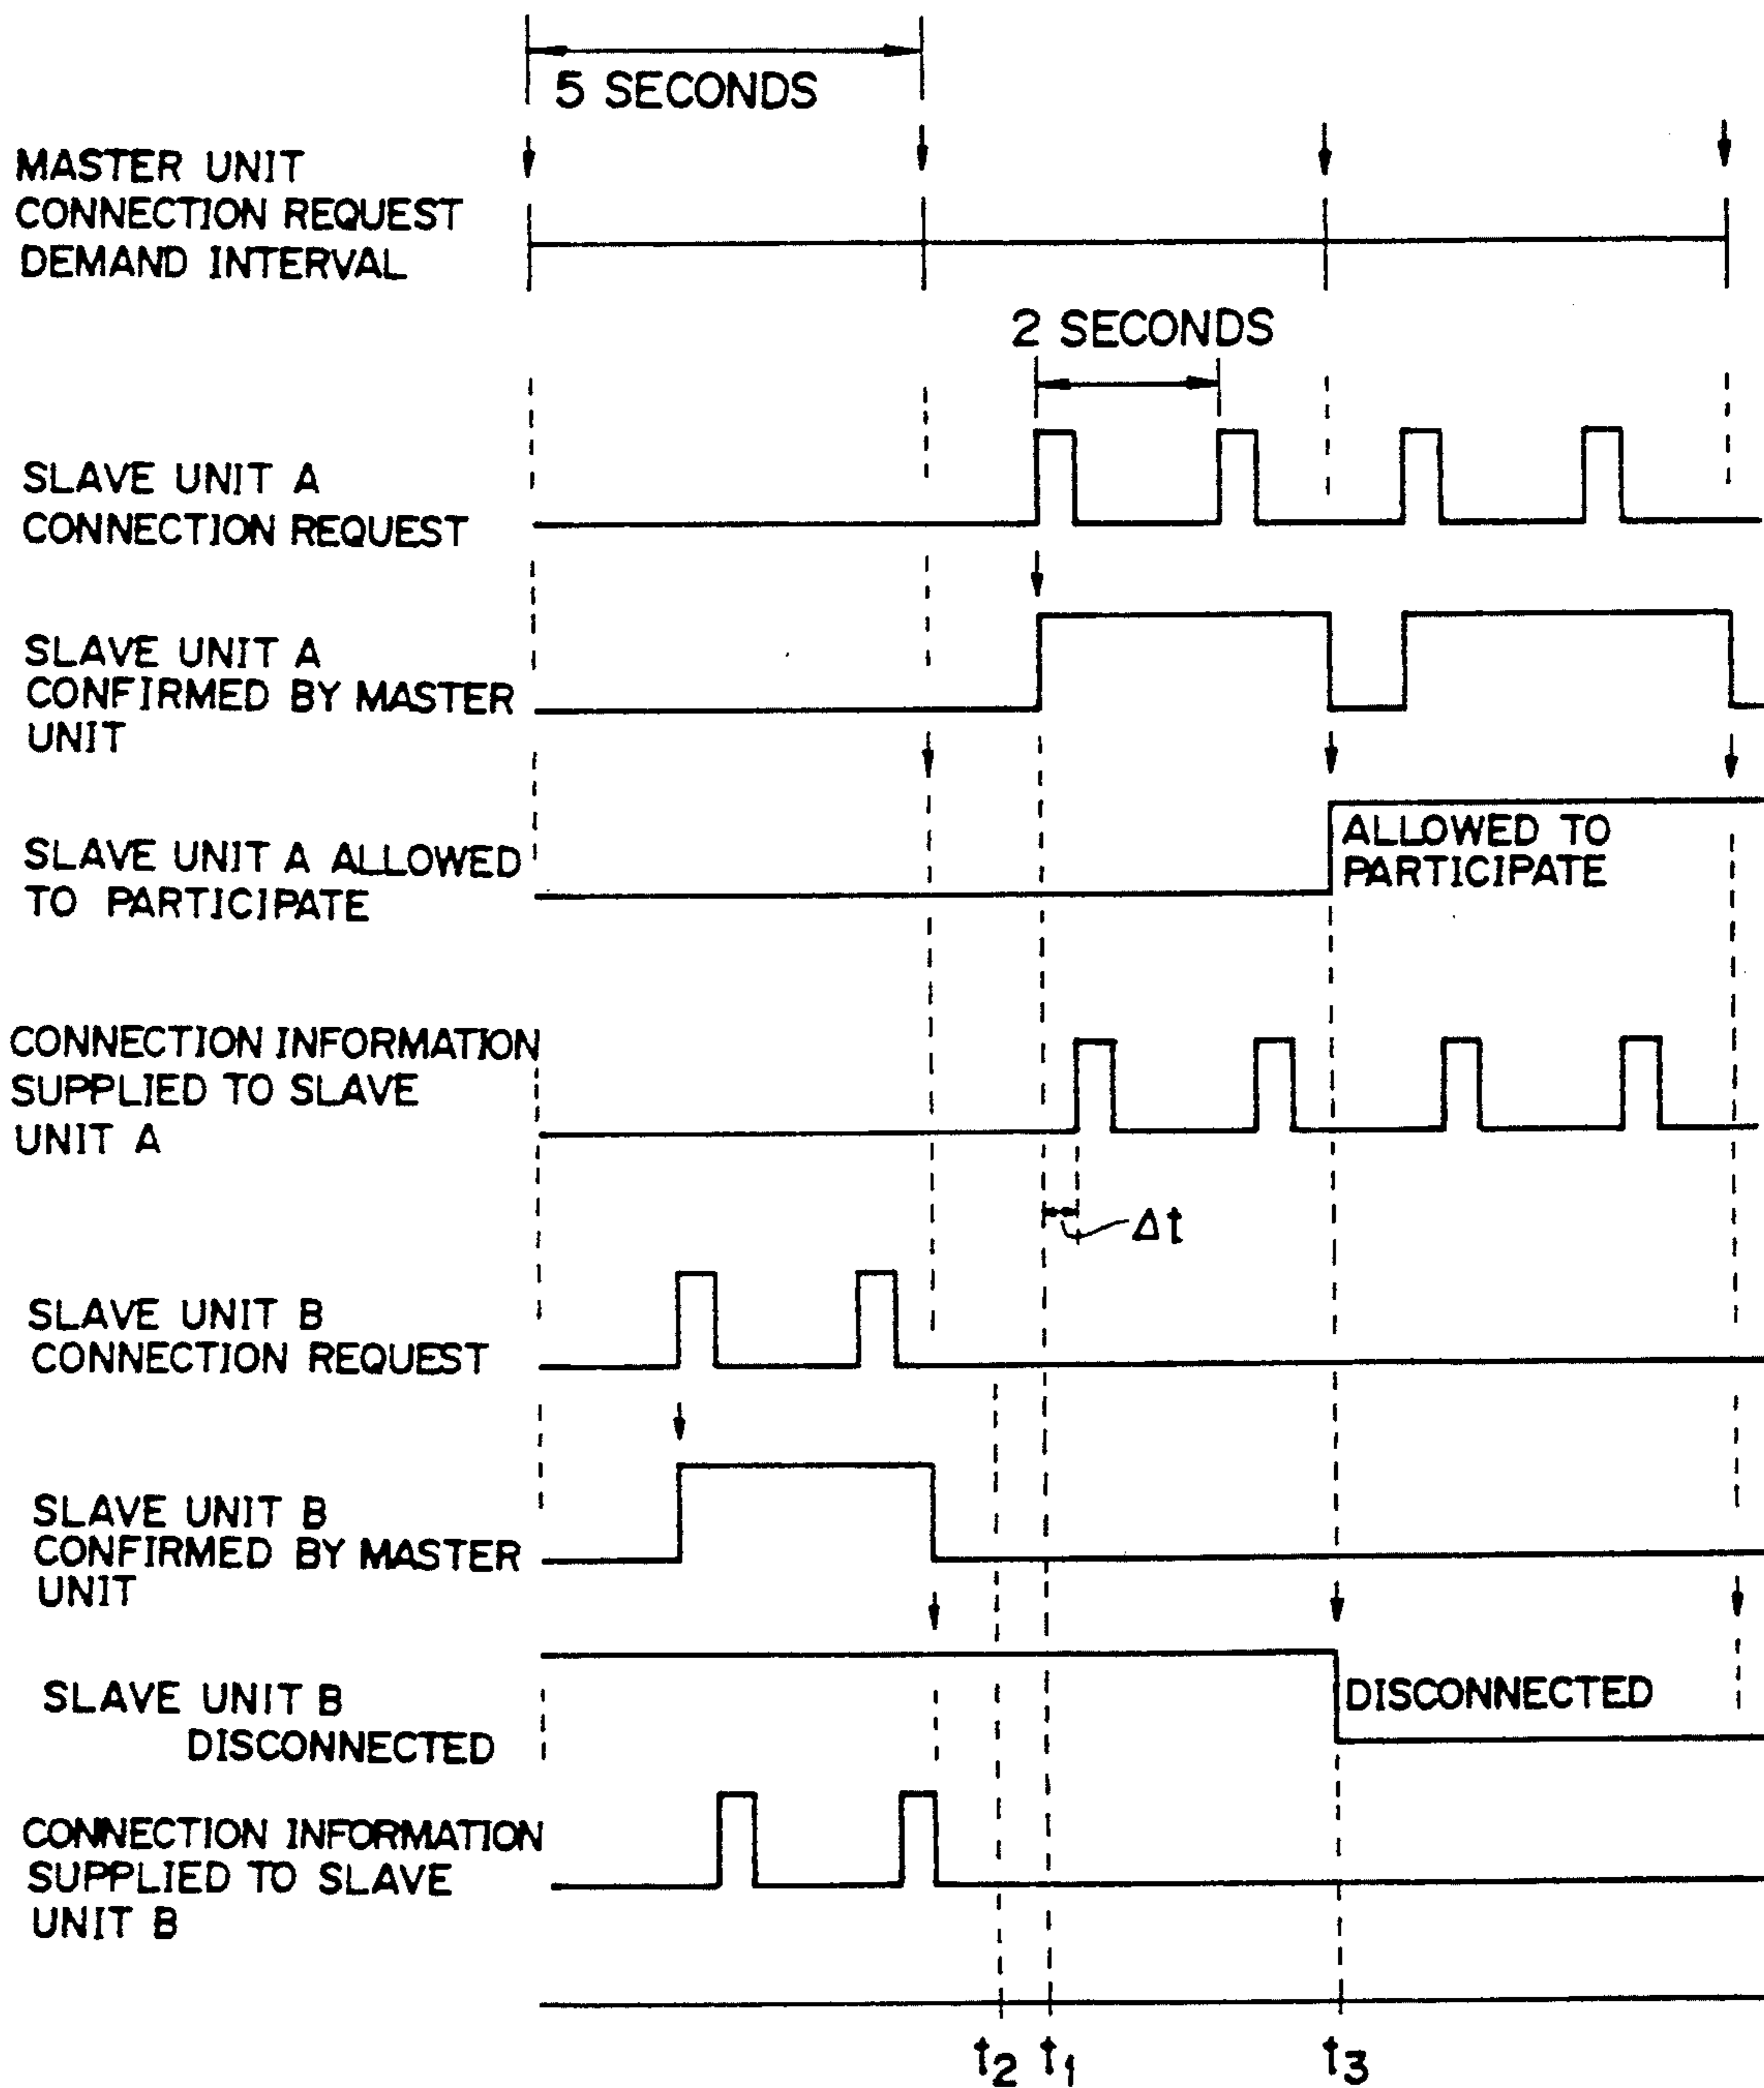 5 SECONDS
MASTER UNIT
CONNECTION REQUEST
DEMAND INTERVAL
2 SECONDS
SLAVE UNIT A
CONNECTION REQUEST
SLAVE UNIT A
CONFIRMED BY MASTER
UNIT
SLAVE UNIT A ALLOWED
TO PARTICIPATE
ALLOWED TO
PARTICIPATE
CONNECTION INFORMATION
SUPPLIED TO SLAVE
UNIT A
Δt
SLAVE UNIT B
CONNECTION REQUEST
SLAVE UNIT B
CONFIRMED BY MASTER
UNIT
SLAVE UNIT B
DISCONNECTED
DISCONNECTED
CONNECTION INFORMATION
SUPPLIED TO SLAVE
UNIT B
t2 t1 t3